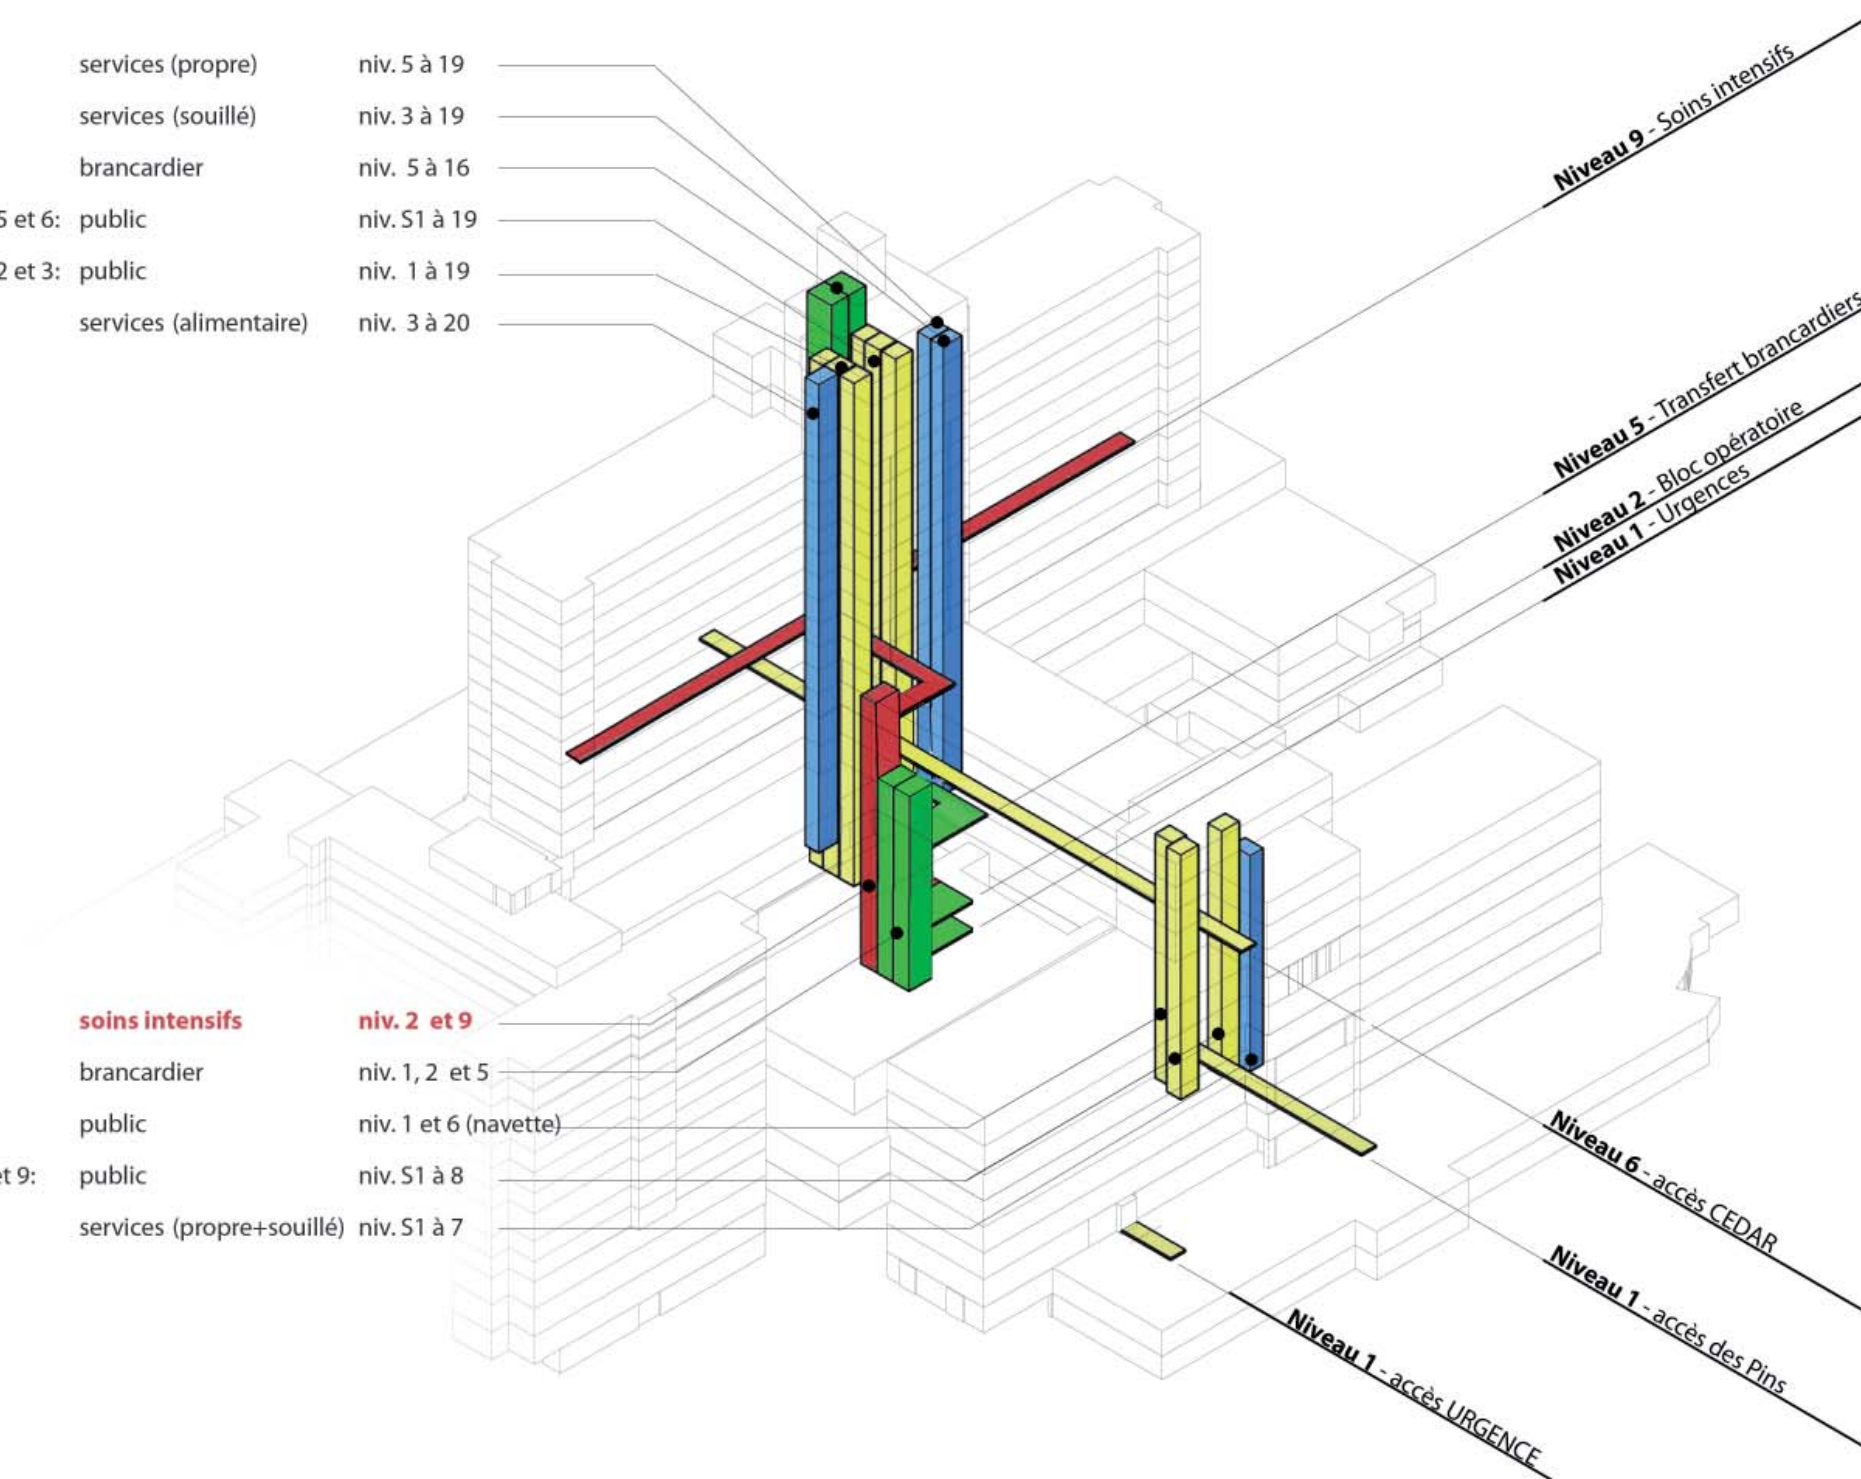 services (propre) niv. 5 à 19
services (souillé) niv. 3 à 19
brancardier niv. 5 à 16
5 et 6: public niv. S1 à 19
2 et 3: public niv. 1 à 19
services (alimentaire) niv. 3 à 20
Niveau 9 - Soins intensifs
Niveau 5 - Transfert brancardiers
Niveau 2 - Bloc opératoire
Niveau 1 - Urgences
soins intensifs niv. 2 et 9
brancardier niv. 1, 2 et 5
public niv. 1 et 6 (navette)
et 9: public niv. S1 à 8
services (propre+souillé) niv. S1 à 7
Niveau 6 - accès CEDAR
Niveau 1 - accès des Pins
Niveau 1 - accès URGENCE